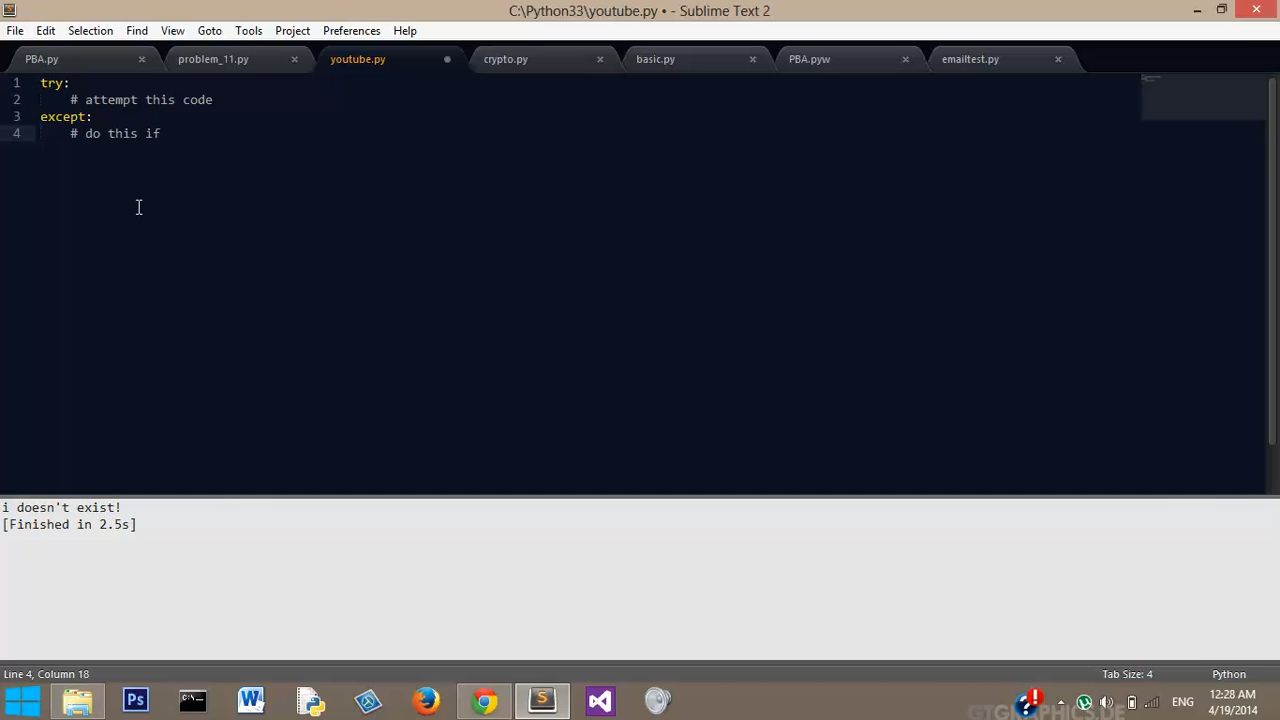 C:\Python33\youtube.py • - Sublime Text 2
File Edit Selection Find View Goto Tools Project Preferences Help
PBA.py problem_11.py youtube.py crypto.py basic.py PBA.pyw emailtest.py
1 try:
2 # attempt this code
3 except:
4 # do this if
i doesn't exist!
[Finished in 2.5s]
Line 4, Column 18 Tab Size: 4 Python
Ps W S ENG 12:28 AM
4/19/2014
GTGRAPHICS.DE